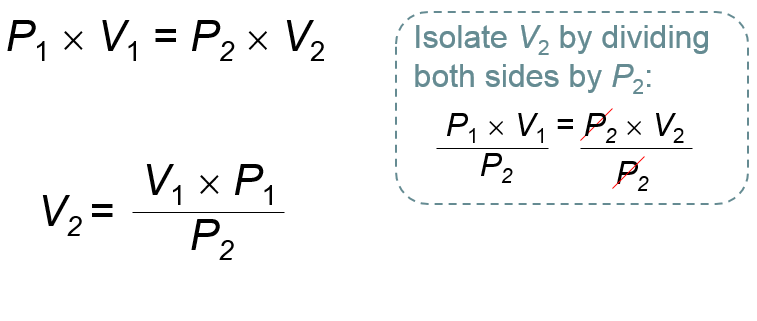 P₁ × V₁ = P₂ × V₂
V₂ = (V₁ × P₁) / P₂
Isolate V₂ by dividing
both sides by P₂:
(P₁ × V₁) / P₂ = (P₂ × V₂) / P₂